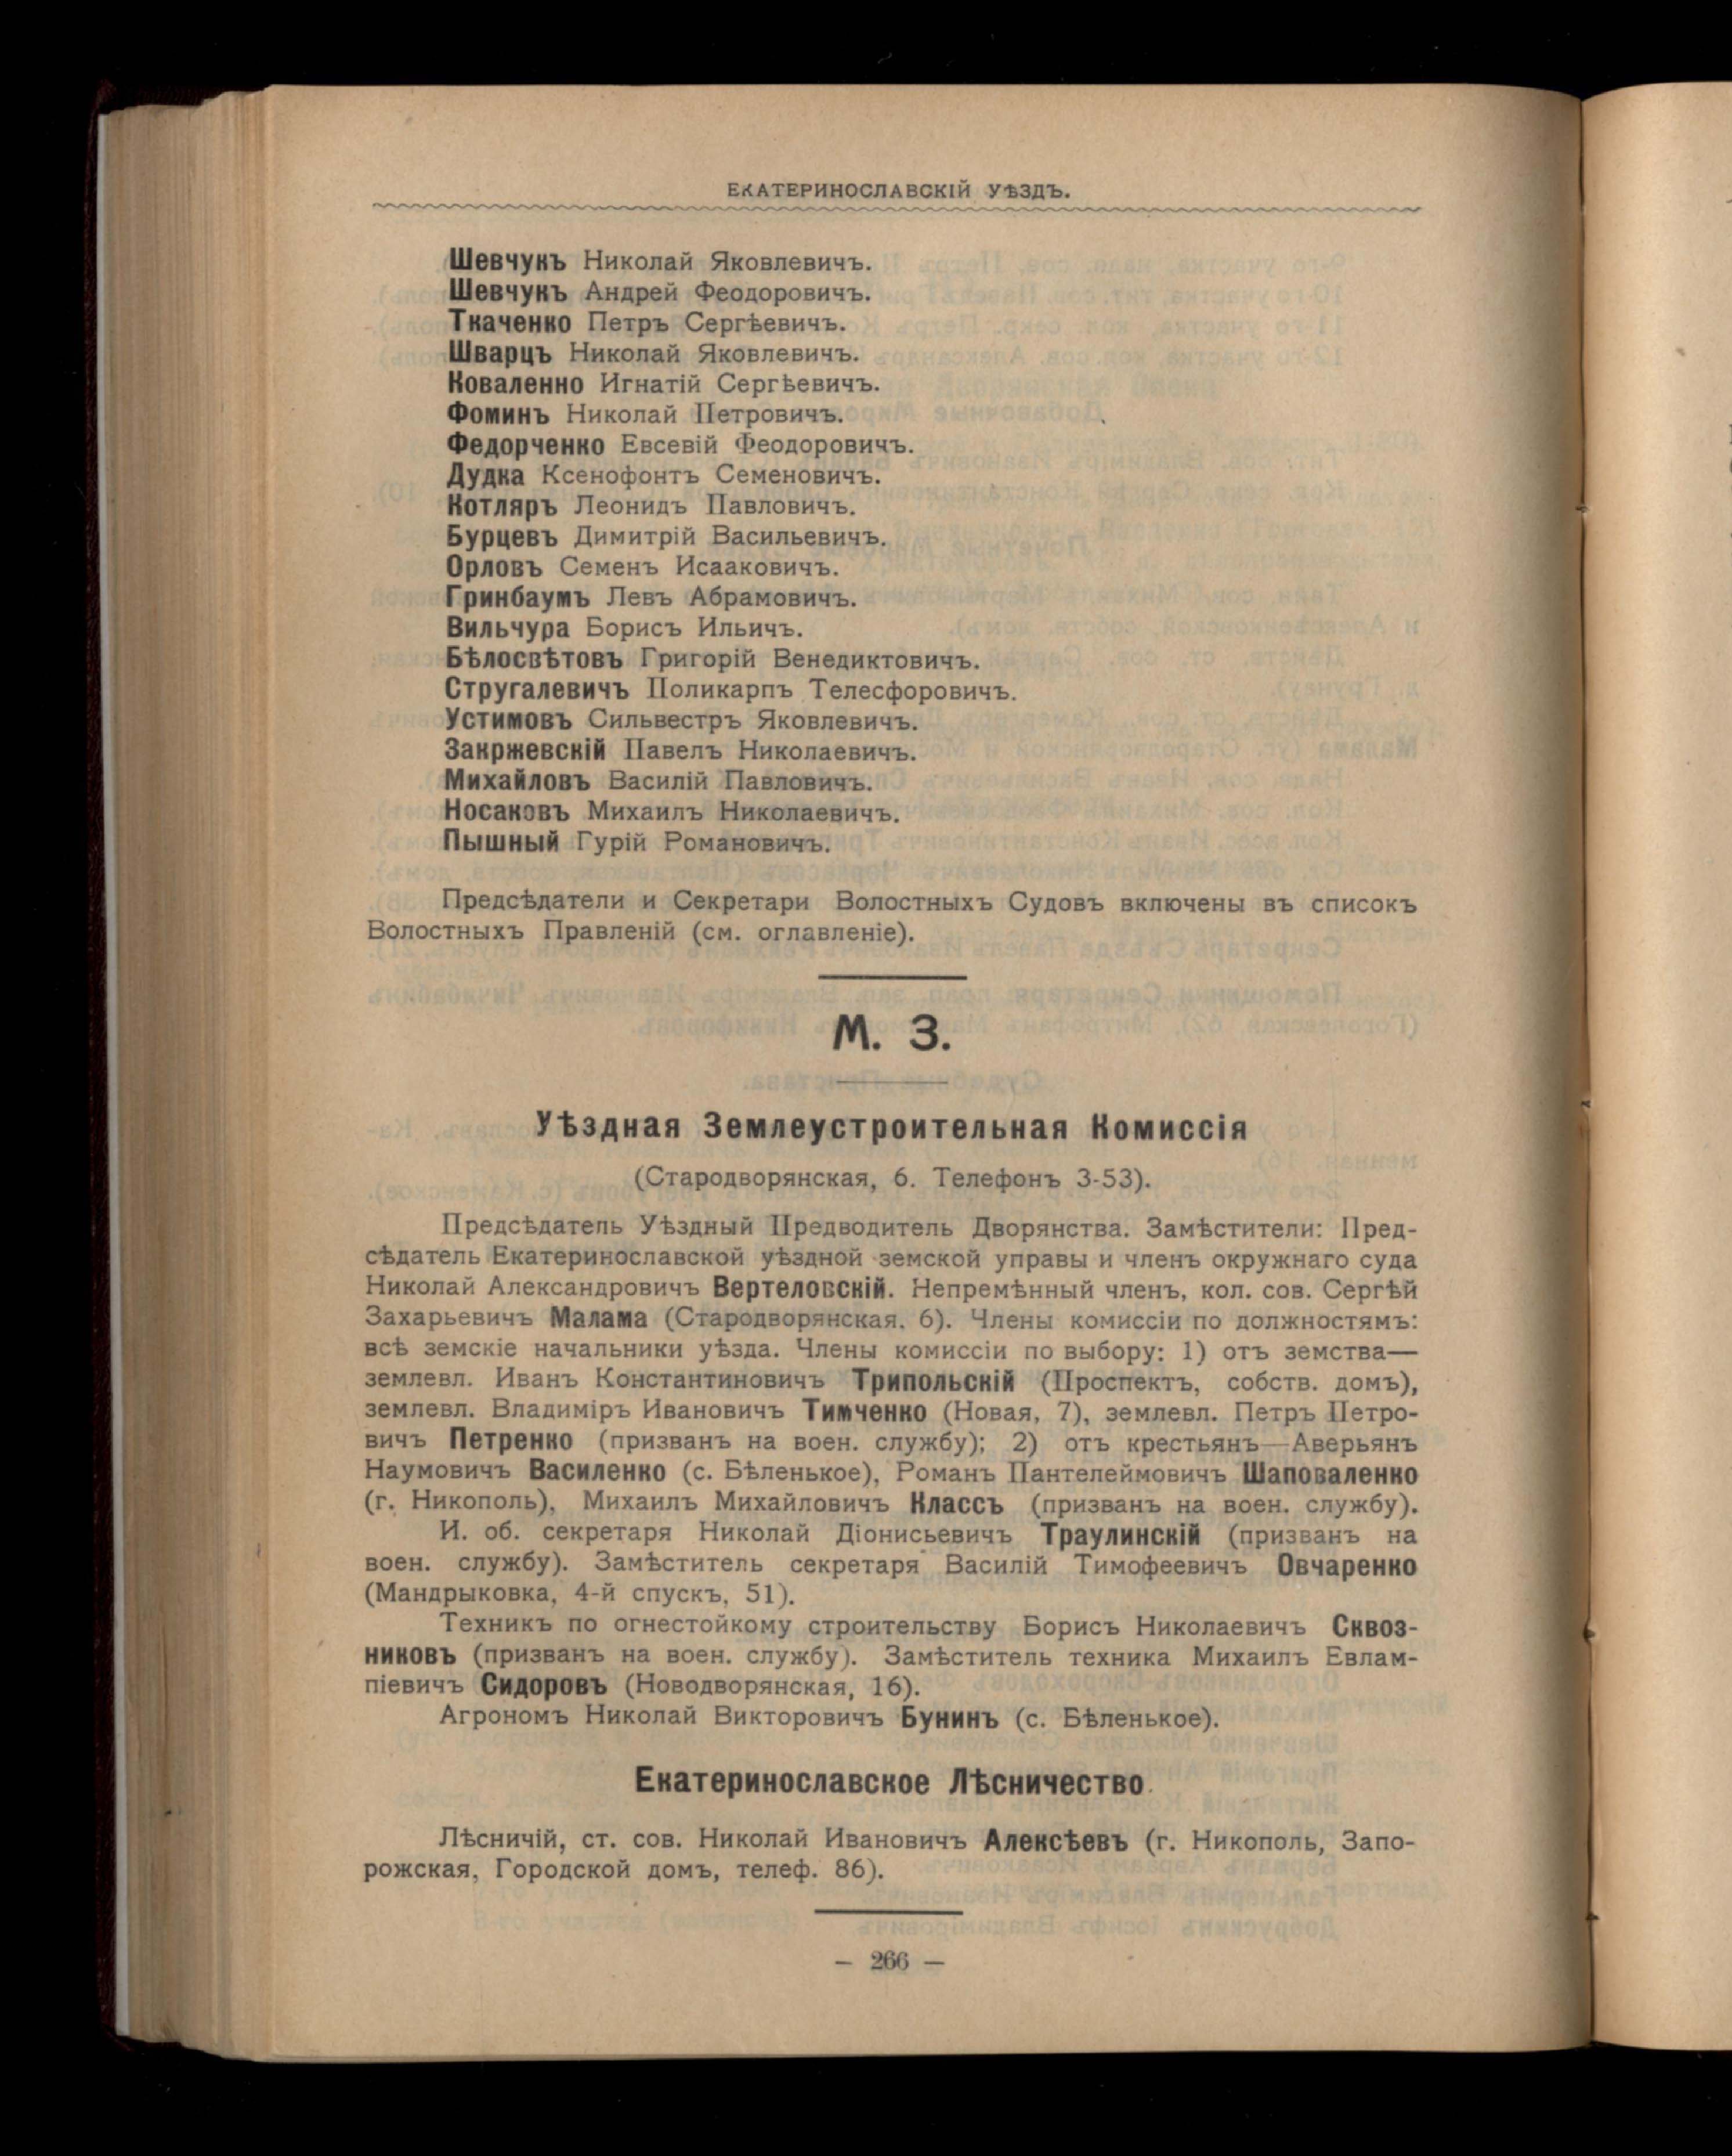 ЕКАТЕРИНОСЛАВСКІЙ УѢЗДЪ.
Шевчукъ Николай Яковлевичъ.
Шевчукъ Андрей Феодоровичъ.
Ткаченко Петръ Сергѣевичъ.
Шварцъ Николай Яковлевичъ.
Коваленко Игнатій Сергѣевичъ.
Фоминъ Николай Петровичъ.
Федорченко Евсевій Феодоровичъ.
Дудка Ксенофонтъ Семеновичъ.
Котляръ Леонидъ Павловичъ.
Бурцевъ Димитрій Васильевичъ.
Орловъ Семенъ Исааковичъ.
Гринбаумъ Левъ Абрамовичъ.
Вильчура Борисъ Ильичъ.
Бѣлосвѣтовъ Григорій Венедиктовичъ.
Стругалевичъ Поликарпъ Телесфоровичъ.
Устимовъ Сильвестръ Яковлевичъ.
Закржевскій Павелъ Николаевичъ.
Михайловъ Василій Павловичъ.
Носаковъ Михаилъ Николаевичъ.
Пышный Гурій Романовичъ.
Предсѣдатели и Секретари Волостныхъ Судовъ включены въ списокъ
Волостныхъ Правленій (см. оглавленіе).
М. З.
Уѣздная Землеустроительная Комиссія
(Стародворянская, 6. Телефонъ 3-53).
Предсѣдатель Уѣздный Предводитель Дворянства. Замѣстители: Пред-
сѣдатель Екатеринославской уѣздной земской управы и членъ окружнаго суда
Николай Александровичъ Вертеловскій. Непремѣнный членъ, кол. сов. Сергѣй
Захарьевичъ Малама (Стародворянская, 6). Члены комиссіи по должностямъ:
всѣ земскіе начальники уѣзда. Члены комиссіи по выбору: 1) отъ земства—
землевл. Иванъ Константиновичъ Трипольскій (Проспектъ, собств. домъ),
землевл. Владиміръ Ивановичъ Тимченко (Новая, 7), землевл. Петръ Петро-
вичъ Петренко (призванъ на воен. службу); 2) отъ крестьянъ—Аверьянъ
Наумовичъ Василенко (с. Бѣленькое), Романъ Пантелеймовичъ Шаповаленко
(г. Никополь), Михаилъ Михайловичъ Классъ (призванъ на воен. службу).
И. об. секретаря Николай Діонисьевичъ Траулинскій (призванъ на
воен. службу). Замѣститель секретаря Василій Тимофеевичъ Овчаренко
(Мандрыковка, 4-й спускъ, 51).
Техникъ по огнестойкому строительству Борисъ Николаевичъ Сквоз-
никовъ (призванъ на воен. службу). Замѣститель техника Михаилъ Евлам-
піевичъ Сидоровъ (Новодворянская, 16).
Агрономъ Николай Викторовичъ Бунинъ (с. Бѣленькое).
Екатеринославское Лѣсничество.
Лѣсничій, ст. сов. Николай Ивановичъ Алексѣевъ (г. Никополь, Запо-
рожская, Городской домъ, телеф. 86).
— 266 —